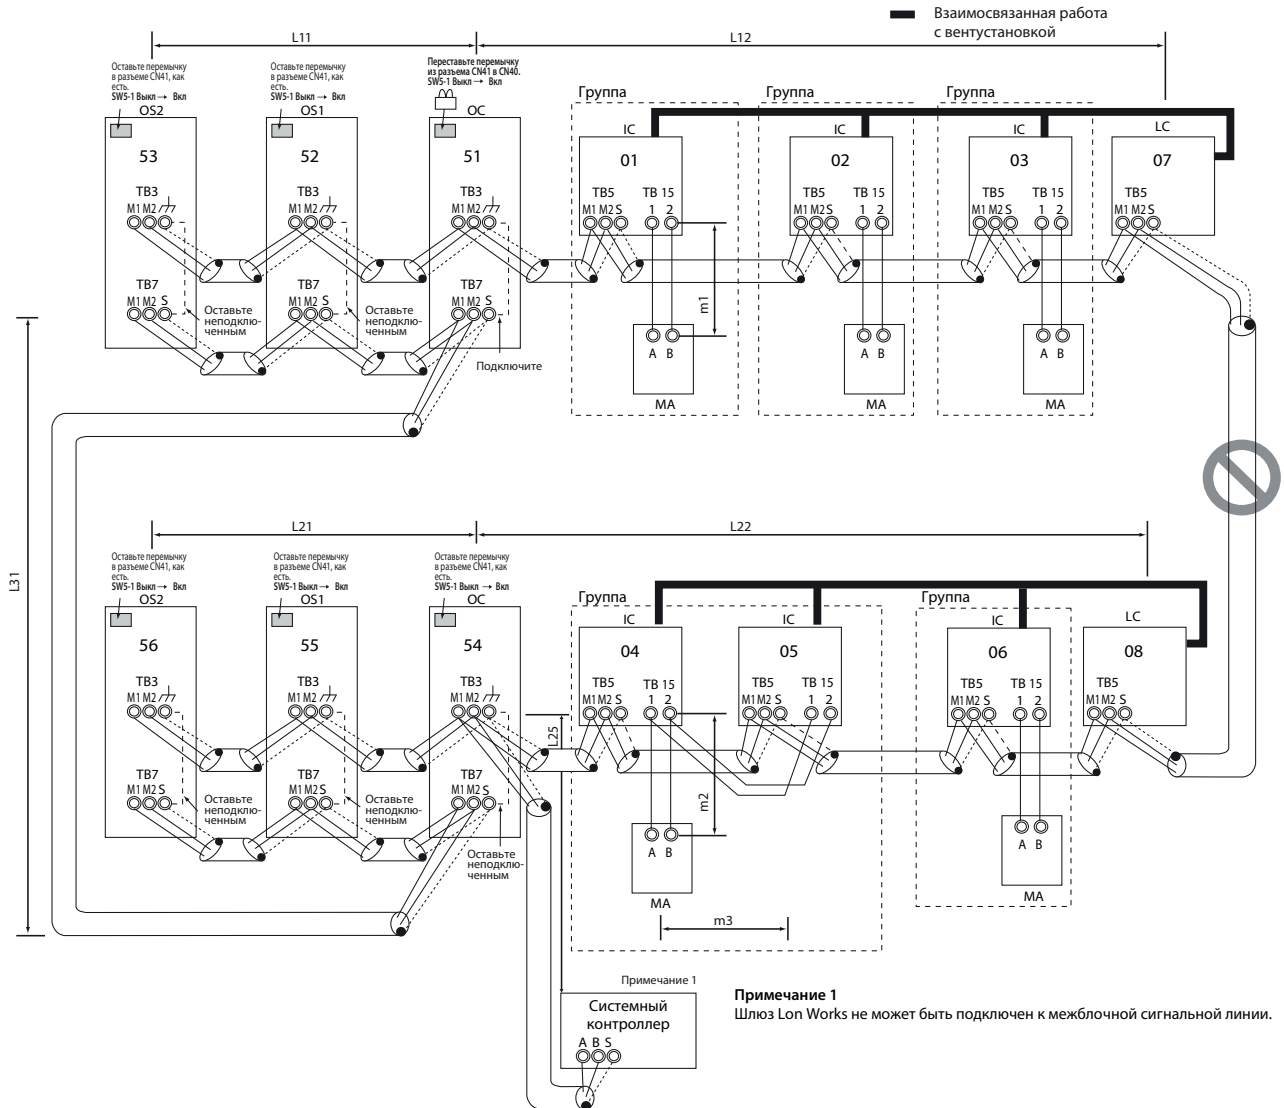 Взаимосвязанная работа
с вентустановкой
L11
L12
Оставьте перемычку
в разъеме CN41, как
есть.
SW5-1 Выкл → Вкл
Оставьте перемычку
в разъеме CN41, как
есть.
SW5-1 Выкл → Вкл
Переставьте перемычку
из разъема CN41 в CN40.
SW5-1 Выкл → Вкл
OS2
OS1
OC
Группа
Группа
Группа
IC
IC
IC
LC
53
52
51
01
02
03
07
TB3
TB3
TB3
TB5
TB 15
TB5
TB 15
TB5
TB 15
TB5
M1 M2
M1 M2
M1 M2
M1 M2 S
1 2
M1 M2 S
1 2
M1 M2 S
1 2
M1 M2 S
TB7
TB7
TB7
M1 M2 S
M1 M2 S
M1 M2 S
Оставьте
неподклю-
ченным
Оставьте
неподклю-
ченным
Подключите
m1
A B
A B
A B
MA
MA
MA
L31
L21
L22
Оставьте перемычку
в разъеме CN41, как
есть.
SW5-1 Выкл → Вкл
Оставьте перемычку
в разъеме CN41, как
есть.
SW5-1 Выкл → Вкл
Оставьте перемычку
в разъеме CN41, как
есть.
SW5-1 Выкл → Вкл
OS2
OS1
OC
Группа
Группа
IC
IC
IC
LC
56
55
54
04
05
06
08
TB3
TB3
TB3
TB5
TB 15
TB5
TB 15
TB5
TB 15
TB5
M1 M2
M1 M2
M1 M2
M1 M2 S
1 2
M1 M2 S
1 2
M1 M2 S
1 2
M1 M2 S
L25
TB7
TB7
TB7
M1 M2 S
M1 M2 S
M1 M2 S
Оставьте
неподклю-
ченным
Оставьте
неподклю-
ченным
Оставьте
неподклю-
ченным
m2
A B
A B
MA
MA
m3
Примечание 1
Системный
контроллер
A B S
Примечание 1
Шлюз Lon Works не может быть подключен к межблочной сигнальной линии.